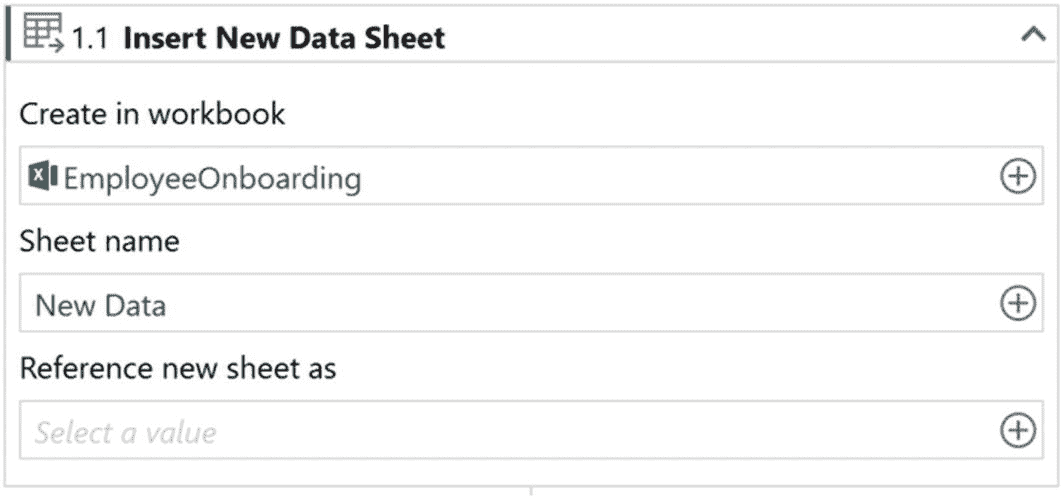 1.1 Insert New Data Sheet
Create in workbook
EmployeeOnboarding
Sheet name
New Data
Reference new sheet as
Select a value